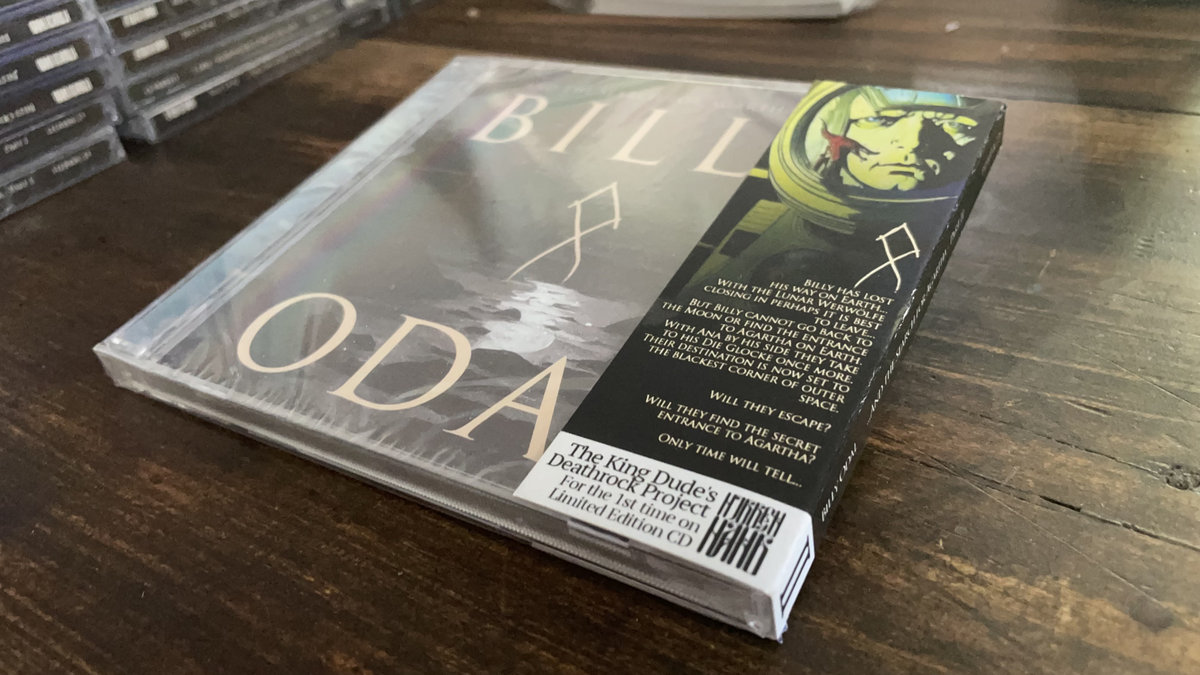 BILL
ODA
BILLY HAS LOST
HIS WAY ON EARTH.
WITH THE LUNAR WERWÖLFE
CLOSING IN PERHAPS IT IS BEST
TO LEAVE.
BUT BILLY CANNOT GO BACK TO
THE MOON OR FIND THE ENTRANCE
TO AGARTHA ON EARTH.
WITH ANA BY HIS SIDE THEY TAKE
TO HIS DIE GLOCKE ONCE MORE.
THEIR DESTINATION IS NOW SET TO
THE BLACKEST CORNER OF OUTER
SPACE.
WILL THEY ESCAPE?
WILL THEY FIND THE SECRET
ENTRANCE TO AGARTHA?
ONLY TIME WILL TELL...
The King Dude's
Deathrock Project
For the 1st time on
Limited Edition CD